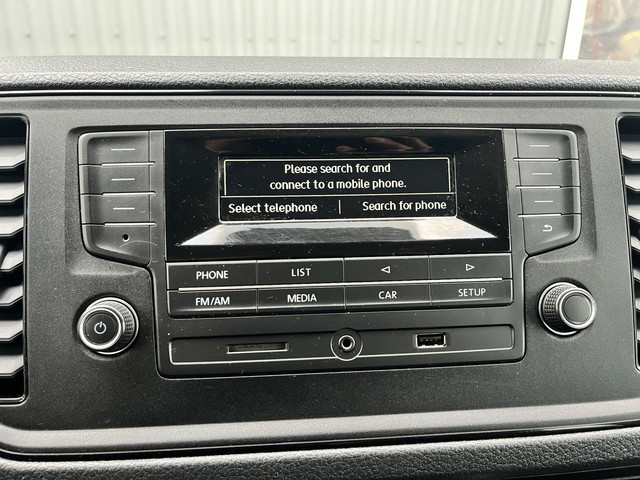 Please search for and
connect to a mobile phone.
Select telephone | Search for phone
PHONE LIST
FM/AM MEDIA CAR SETUP